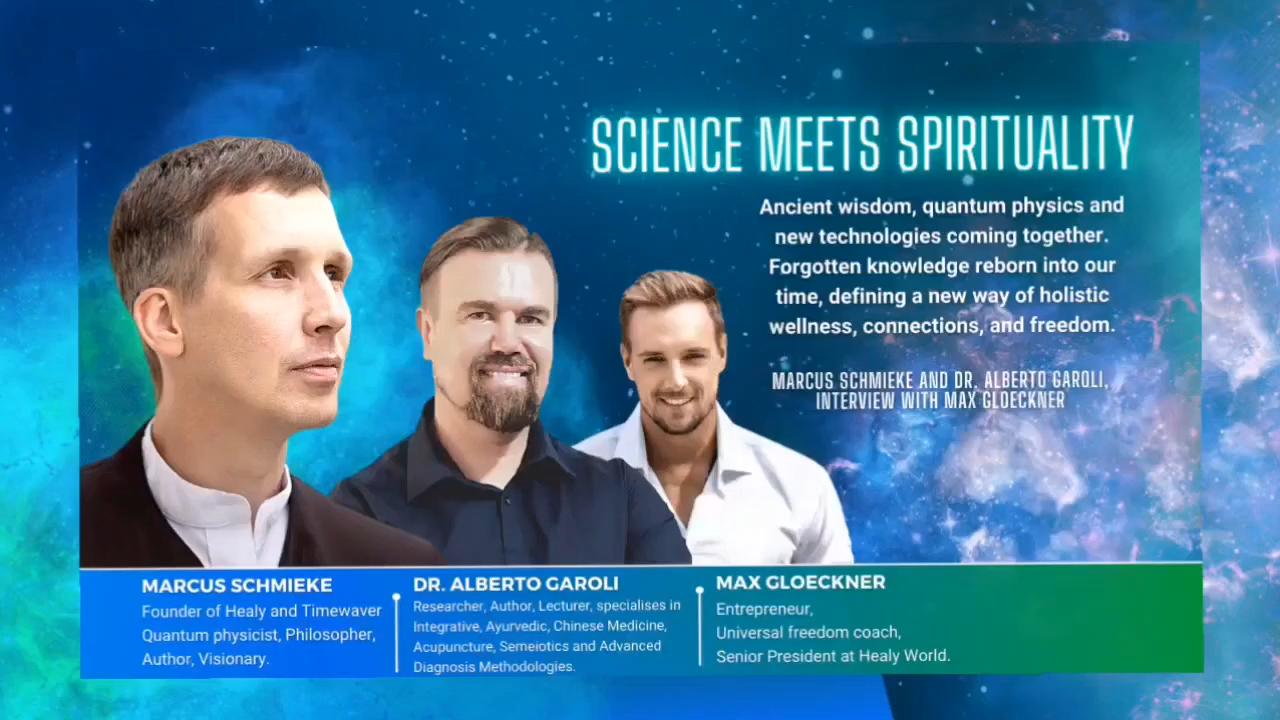 SCIENCE MEETS SPIRITUALITY
Ancient wisdom, quantum physics and
new technologies coming together.
Forgotten knowledge reborn into our
time, defining a new way of holistic
wellness, connections, and freedom.
MARCUS SCHMIEKE AND DR. ALBERTO GAROLI,
INTERVIEW WITH MAX GLOECKNER
MARCUS SCHMIEKE
Founder of Healy and Timewaver
Quantum physicist, Philosopher,
Author, Visionary.
DR. ALBERTO GAROLI
Researcher, Author, Lecturer, specialises in
Integrative, Ayurvedic, Chinese Medicine,
Acupuncture, Semeiotics and Advanced
Diagnosis Methodologies.
MAX GLOECKNER
Entrepreneur,
Universal freedom coach,
Senior President at Healy World.